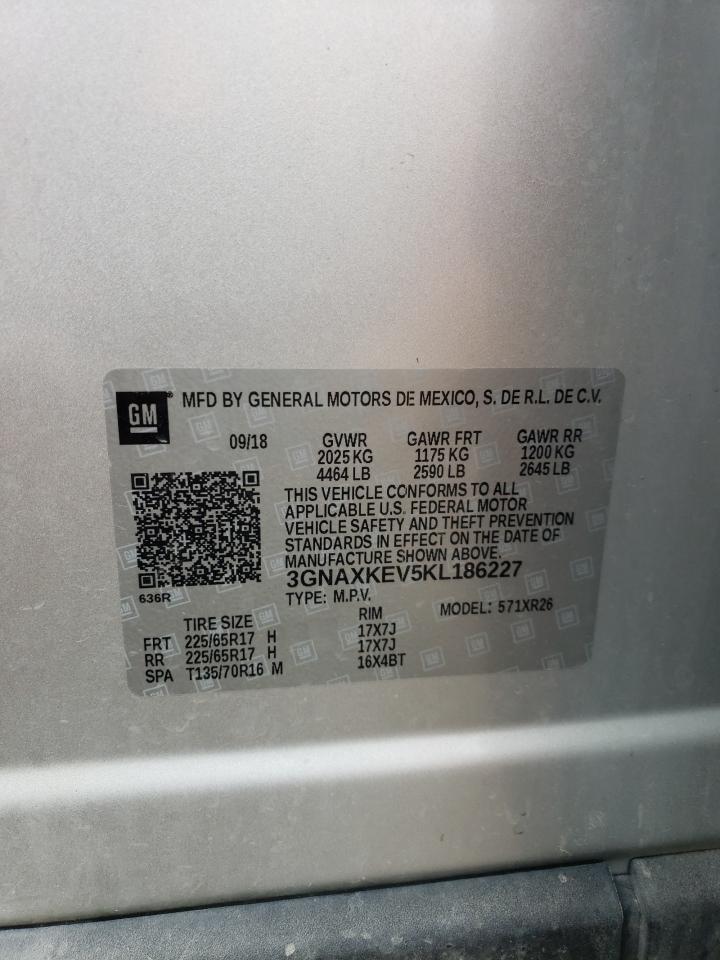 GM ® MFD BY GENERAL MOTORS DE MEXICO, S. DE R.L. DE C.V.
09/18 GVWR GAWR FRT GAWR RR
2025 KG 1175 KG 1200 KG
4464 LB 2590 LB 2645 LB
THIS VEHICLE CONFORMS TO ALL
APPLICABLE U.S. FEDERAL MOTOR
VEHICLE SAFETY AND THEFT PREVENTION
STANDARDS IN EFFECT ON THE DATE OF
MANUFACTURE SHOWN ABOVE.
3GNAXKEV5KL186227
636R
TYPE: M.P.V.
MODEL: 571XR26
TIRE SIZE RIM
FRT 225/65R17 H 17X7J
RR 225/65R17 H 17X7J
SPA T135/70R16 M 16X4BT